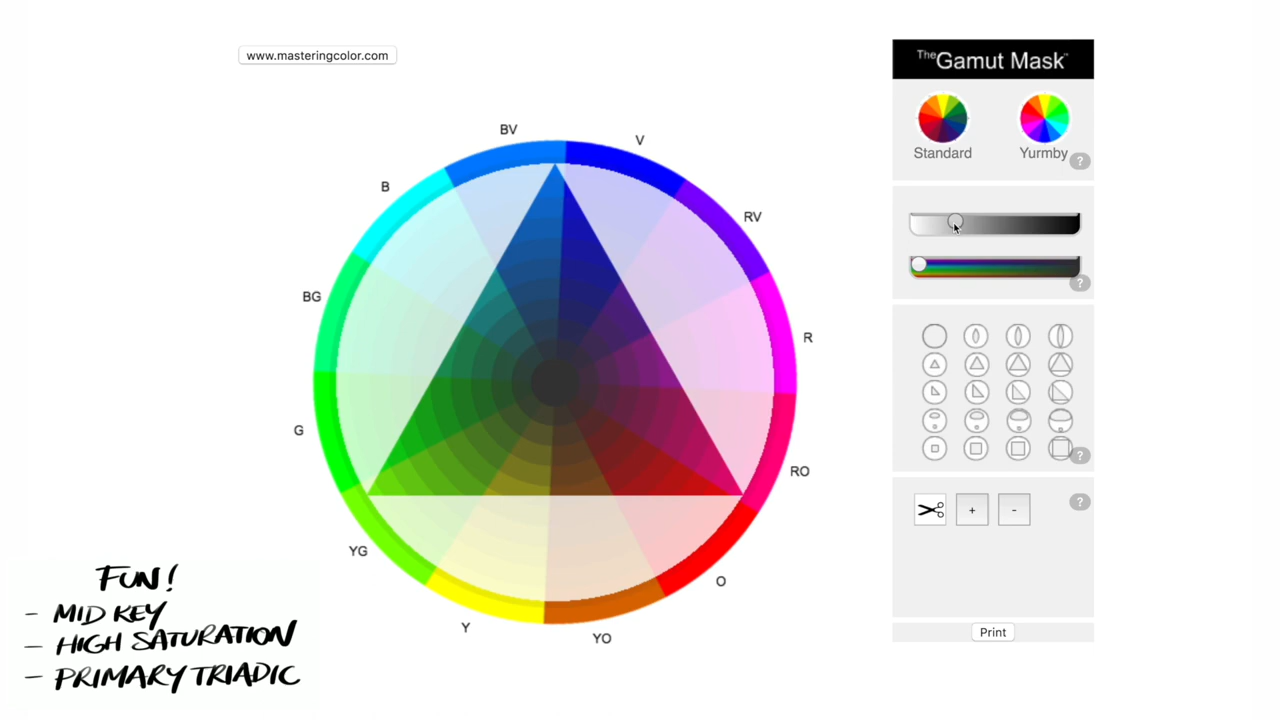 www.masteringcolor.com
The Gamut Mask™
Standard
Yurmby
?
BV
V
B
RV
BG
R
G
RO
YG
O
Y
YO
?
?
+
-
?
Print
FUN!
- MID KEY
- HIGH SATURATION
- PRIMARY TRIADIC